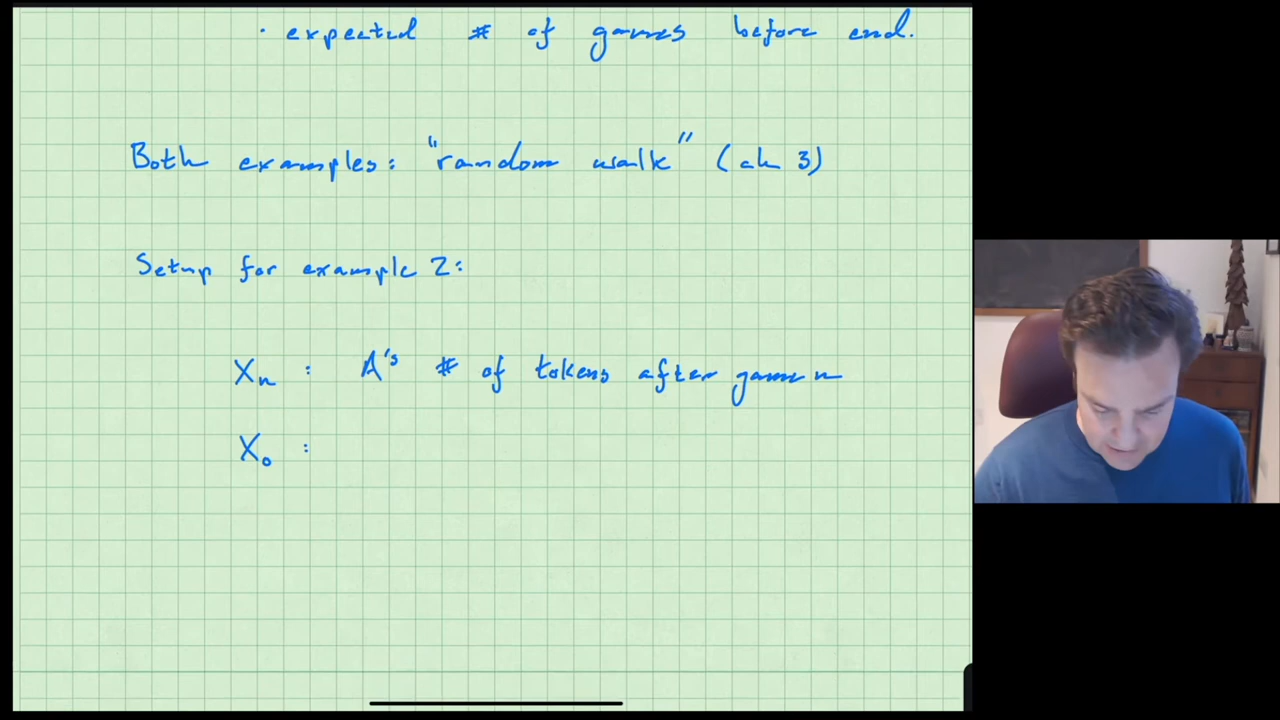 · expected # of games before end.
Both examples: "random walk" (ch 3)
Setup for example 2:
Xn : A's # of tokens after game n
X0 :